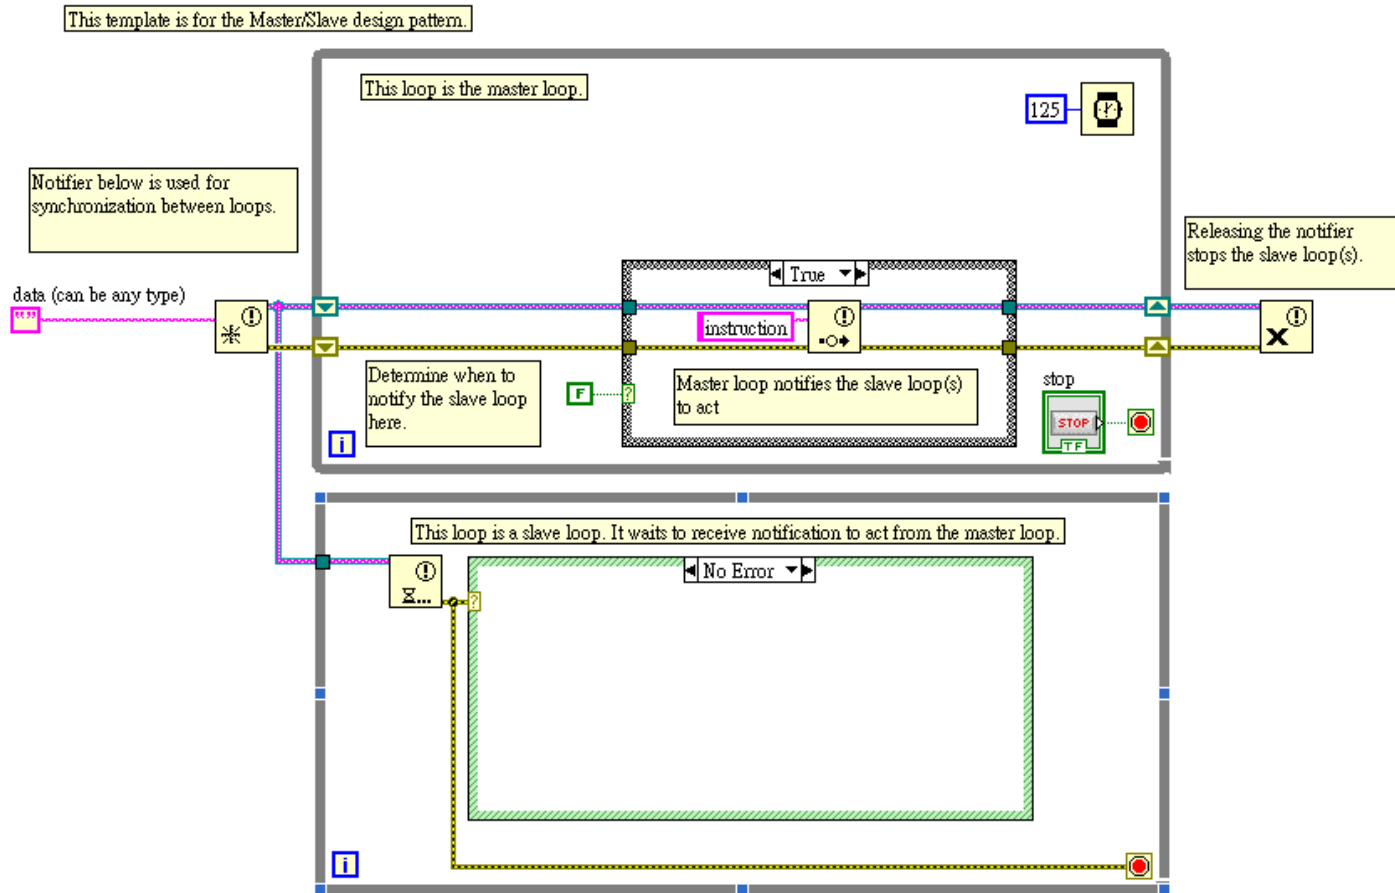 This template is for the Master/Slave design pattern.
This loop is the master loop.
125
Notifier below is used for
synchronization between loops.
Releasing the notifier
stops the slave loop(s).
True
data (can be any type)
""
instruction
Determine when to
notify the slave loop
here.
F
?
Master loop notifies the slave loop(s)
to act
stop
STOP
TF
i
This loop is a slave loop. It waits to receive notification to act from the master loop.
No Error
?
i